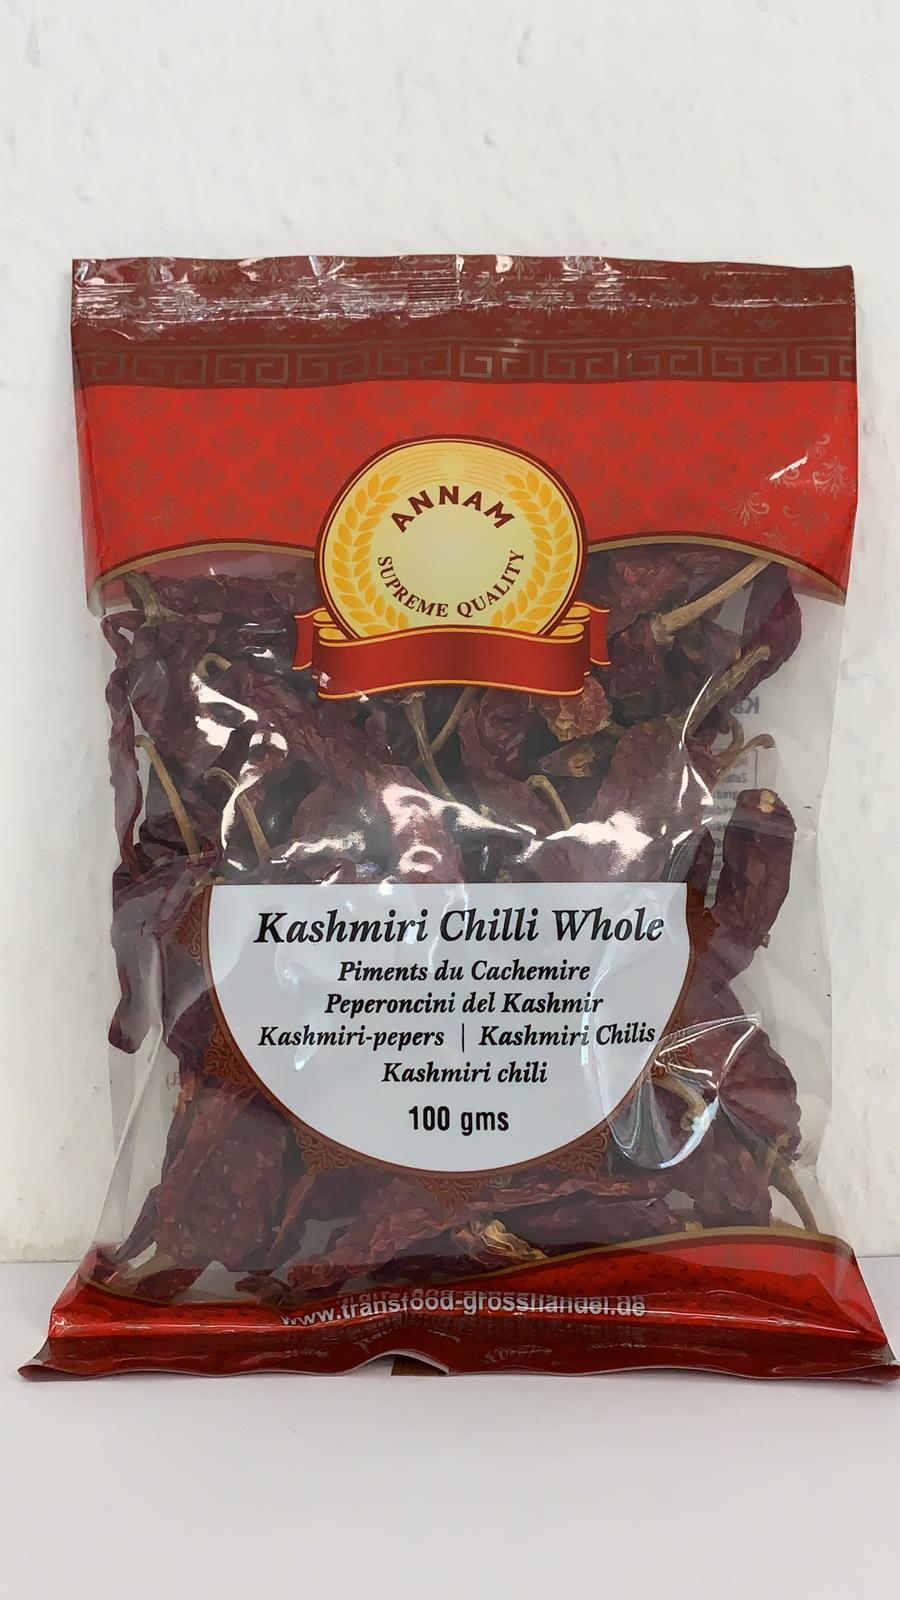 ANNAM
SUPREME QUALITY
Kashmiri Chilli Whole
Piments du Cachemire
Peperoncini del Kashmir
Kashmiri-pepers | Kashmiri Chilis
Kashmiri chili
100 gms
www.transfood-grosshandel.de